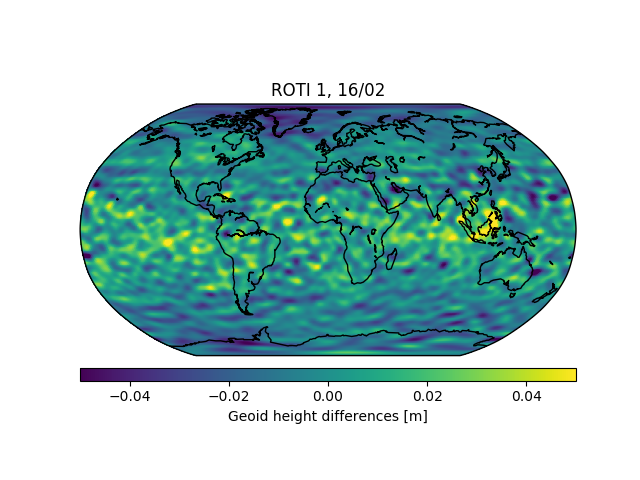 ROTI 1, 16/02
−0.04 −0.02 0.00 0.02 0.04
Geoid height differences [m]